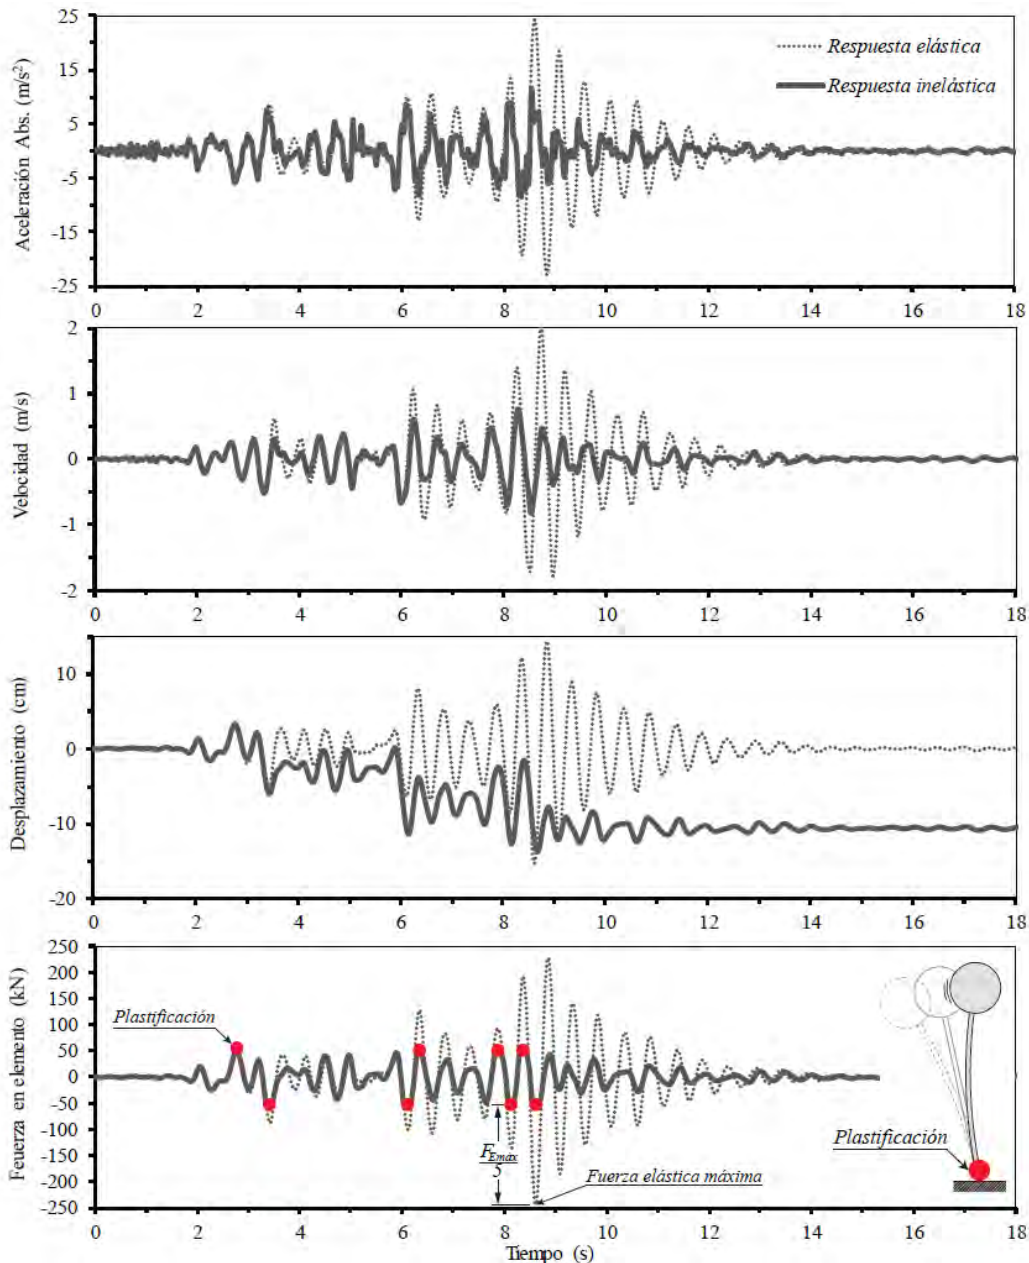 25
15
5
-5
-15
-25
Aceleración Abs. (m/s²)
Respuesta elástica
Respuesta inelástica
0 2 4 6 8 10 12 14 16 18
2
1
0
-1
-2
Velocidad (m/s)
0 2 4 6 8 10 12 14 16 18
10
0
-10
-20
Desplazamiento (cm)
0 2 4 6 8 10 12 14 16 18
250
200
150
100
50
0
-50
-100
-150
-200
-250
Feuerza en elemento (kN)
Plastificación
F_Emáx
5
Fuerza elástica máxima
Plastificación
0 2 4 6 8 10 12 14 16 18
Tiempo (s)